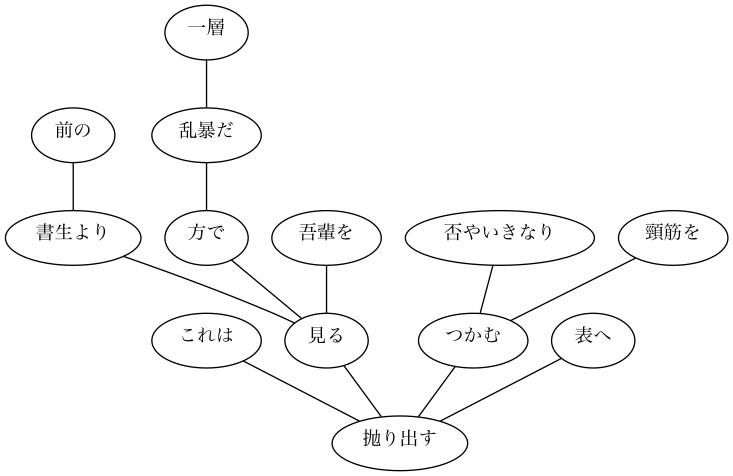 一層
前の
乱暴だ
書生より
方で
吾輩を
否やいきなり
頸筋を
これは
見る
つかむ
表へ
抛り出す